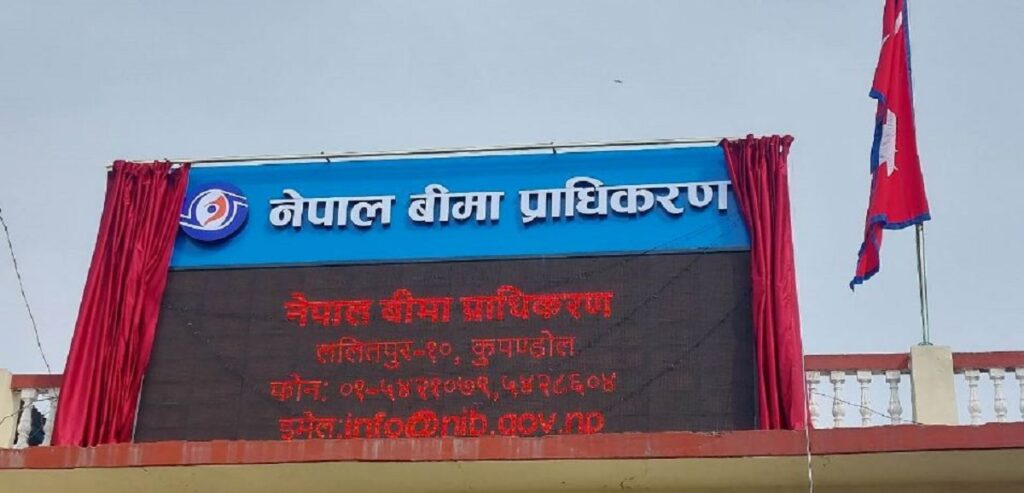 नेपाल बीमा प्राधिकरण
नेपाल बीमा प्राधिकरण
ललितपुर-१०, कुपण्डोल
फोन: ०१-५४२१०७९,५४२८६०४
इमेल:info@nib.gov.np